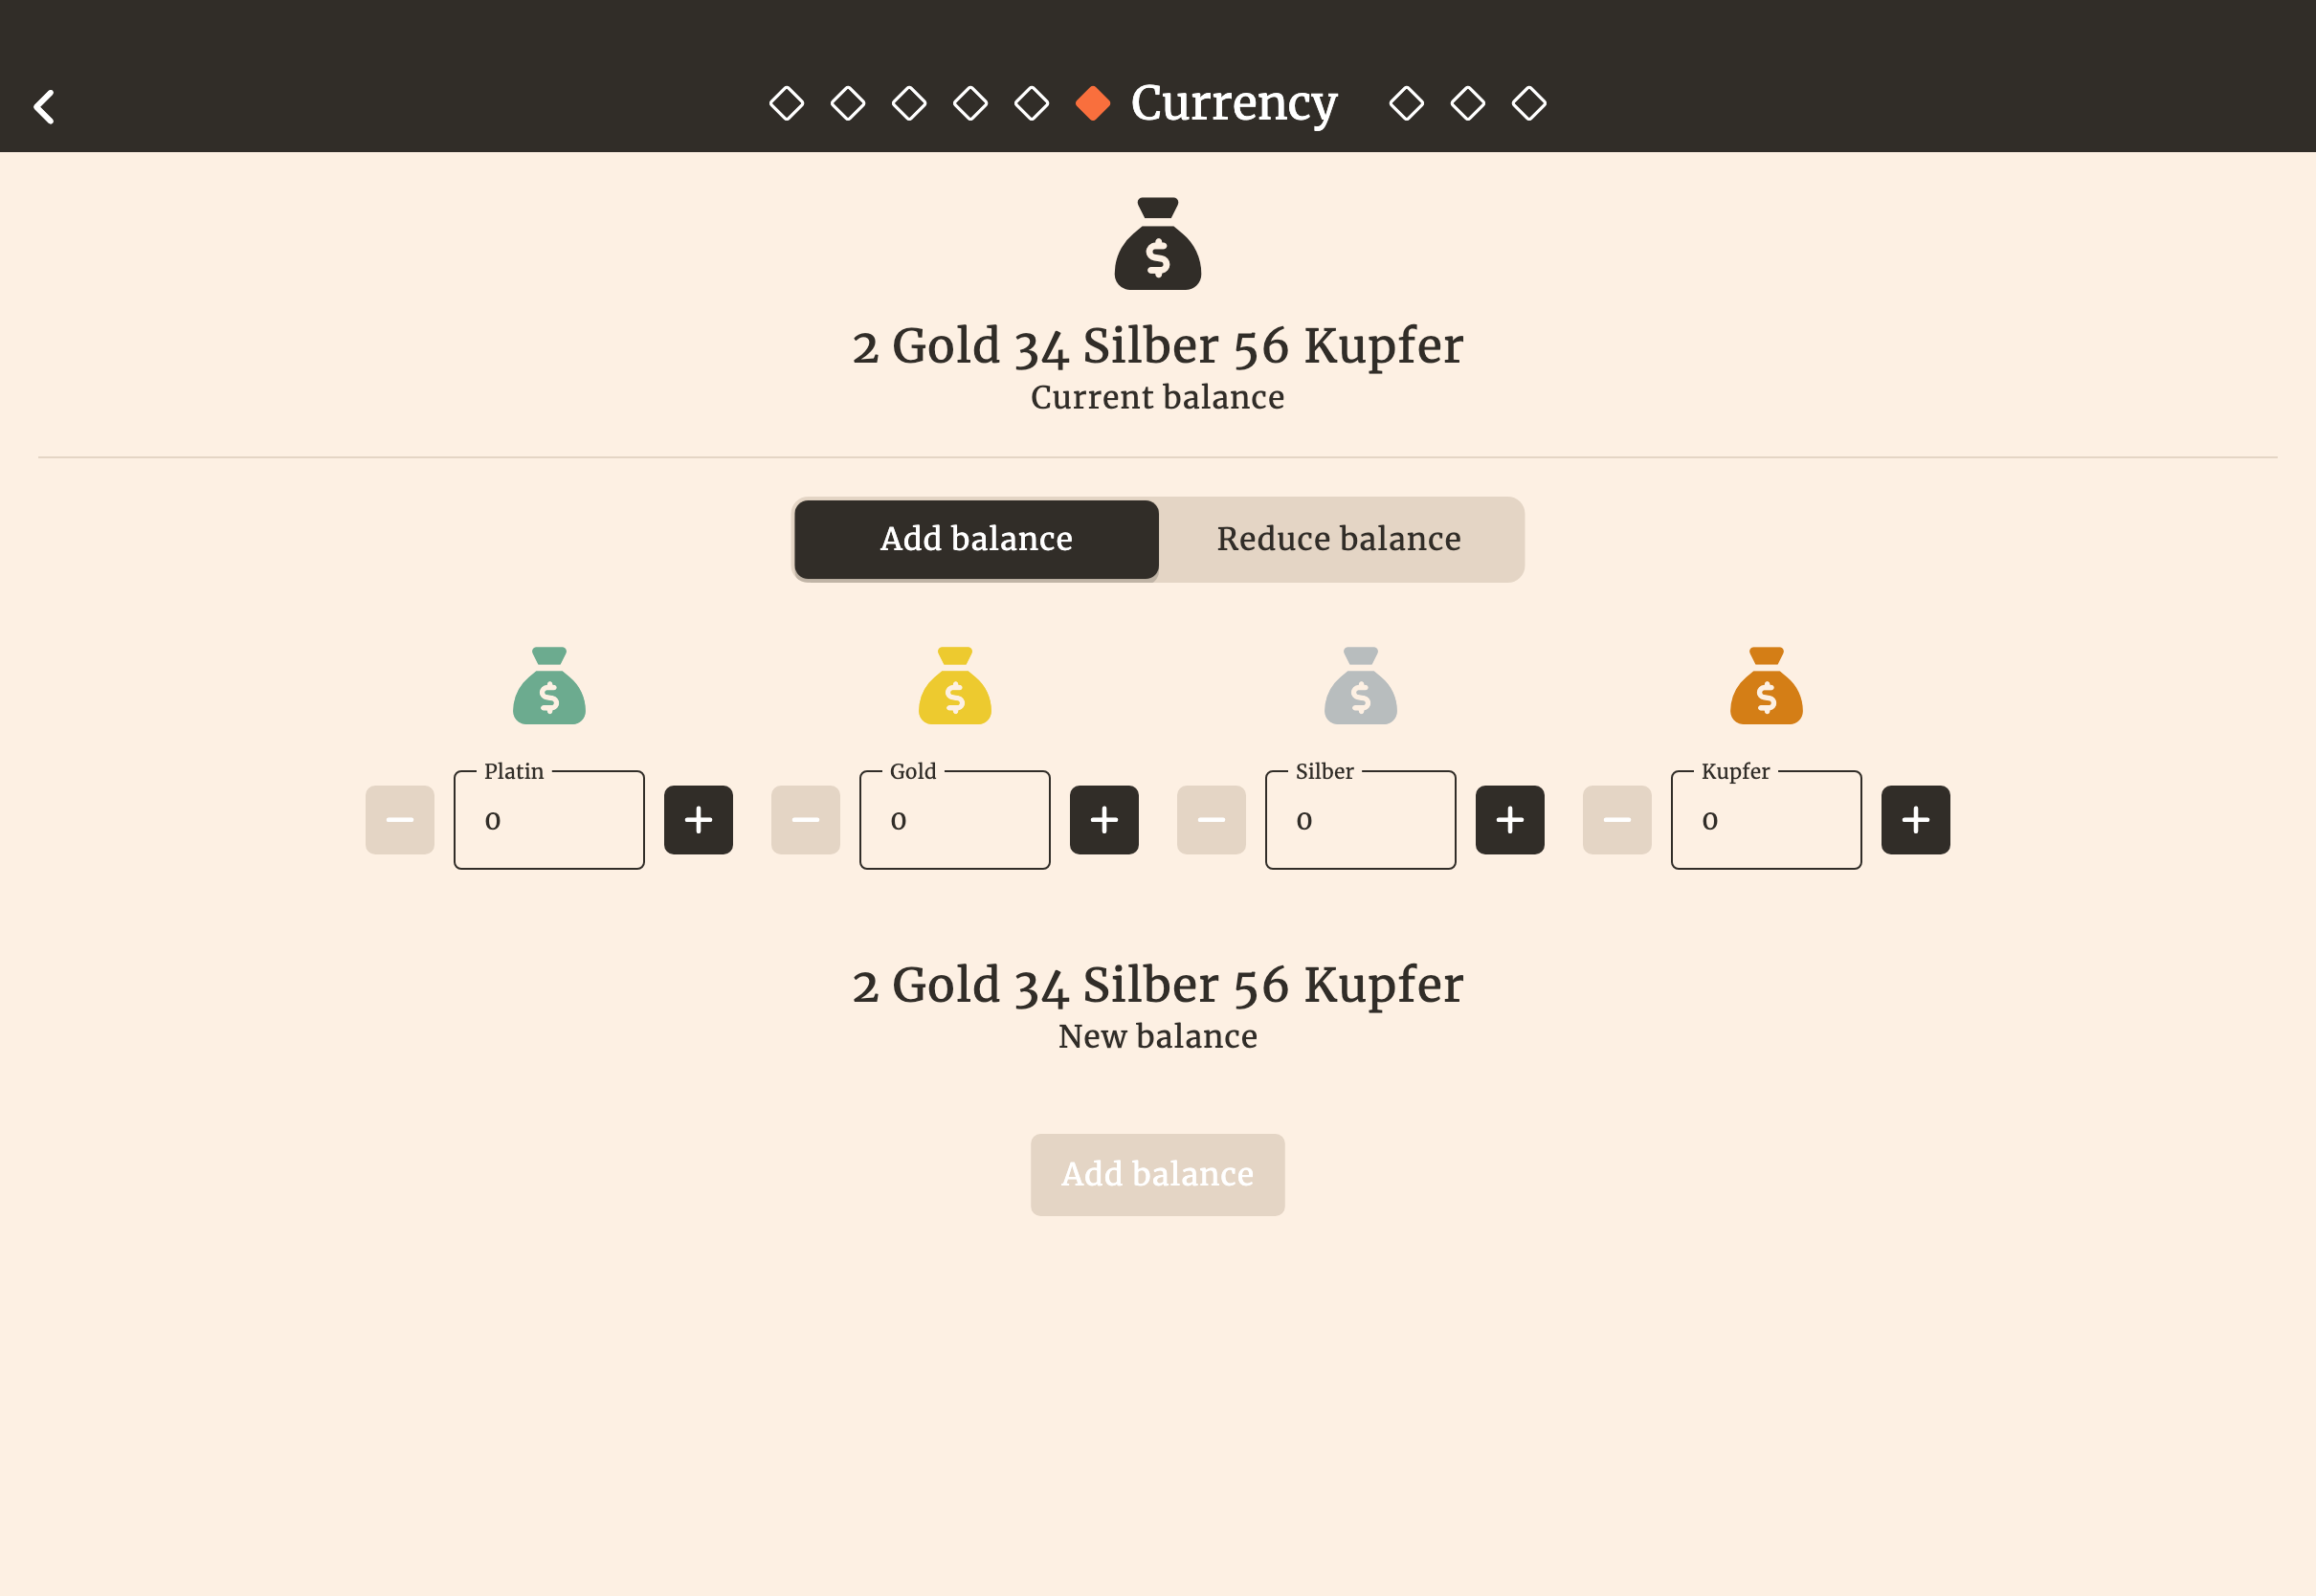 Currency
2 Gold 34 Silber 56 Kupfer
Current balance
Add balance Reduce balance
Platin Gold Silber Kupfer
0 0 0 0
2 Gold 34 Silber 56 Kupfer
New balance
Add balance